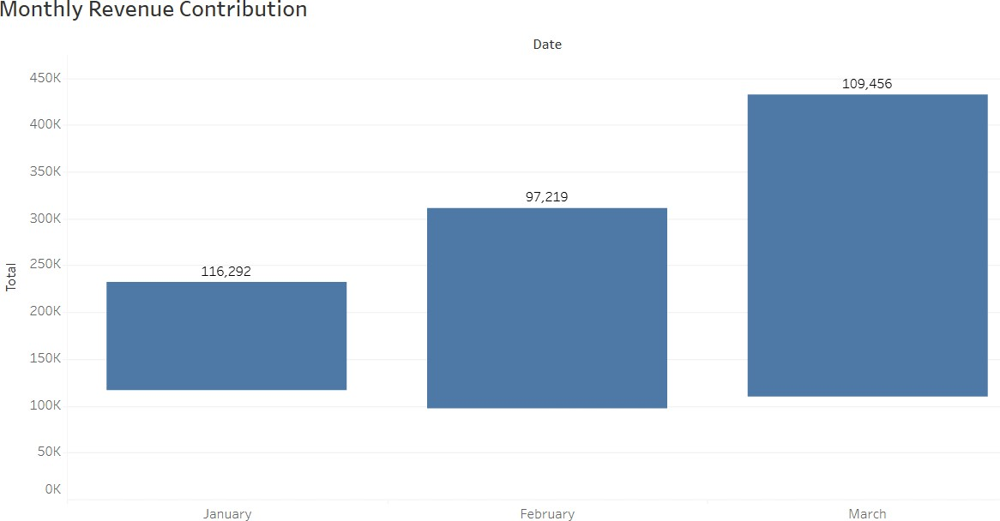 Monthly Revenue Contribution
Date
450K
400K
350K
300K
250K
200K
150K
100K
50K
0K
Total
116,292
97,219
109,456
January
February
March